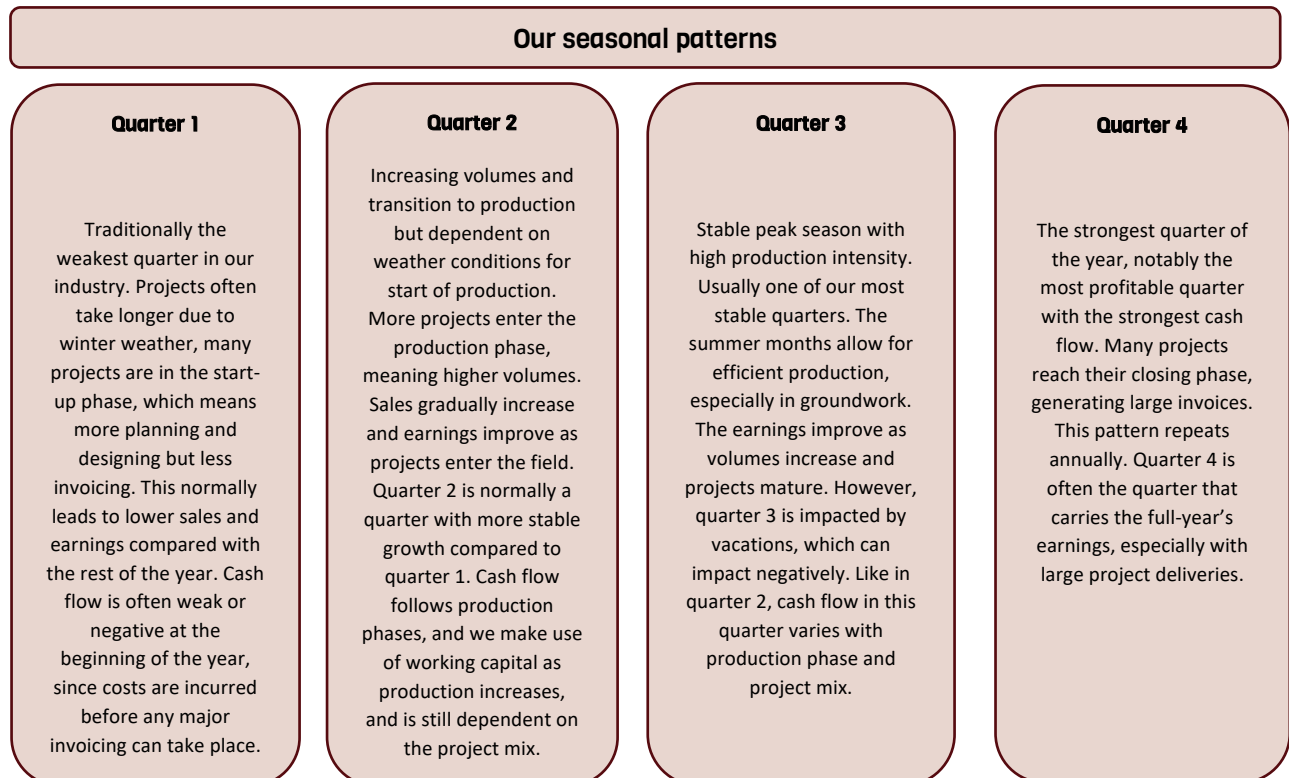 Our seasonal patterns
Quarter 1
Traditionally the
weakest quarter in our
industry. Projects often
take longer due to
winter weather, many
projects are in the start-
up phase, which means
more planning and
designing but less
invoicing. This normally
leads to lower sales and
earnings compared with
the rest of the year. Cash
flow is often weak or
negative at the
beginning of the year,
since costs are incurred
before any major
invoicing can take place.
Quarter 2
Increasing volumes and
transition to production
but dependent on
weather conditions for
start of production.
More projects enter the
production phase,
meaning higher volumes.
Sales gradually increase
and earnings improve as
projects enter the field.
Quarter 2 is normally a
quarter with more stable
growth compared to
quarter 1. Cash flow
follows production
phases, and we make use
of working capital as
production increases,
and is still dependent on
the project mix.
Quarter 3
Stable peak season with
high production intensity.
Usually one of our most
stable quarters. The
summer months allow for
efficient production,
especially in groundwork.
The earnings improve as
volumes increase and
projects mature. However,
quarter 3 is impacted by
vacations, which can
impact negatively. Like in
quarter 2, cash flow in this
quarter varies with
production phase and
project mix.
Quarter 4
The strongest quarter of
the year, notably the
most profitable quarter
with the strongest cash
flow. Many projects
reach their closing phase,
generating large invoices.
This pattern repeats
annually. Quarter 4 is
often the quarter that
carries the full-year’s
earnings, especially with
large project deliveries.